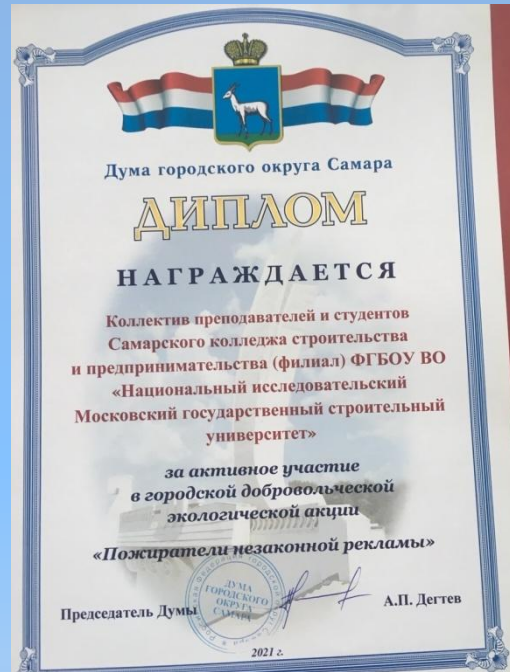 Дума городского округа Самара
ДИПЛОМ
НАГРАЖДАЕТСЯ
Коллектив преподавателей и студентов
Самарского колледжа строительства
и предпринимательства (филиал) ФГБОУ ВО
«Национальный исследовательский
Московский государственный строительный
университет»
за активное участие
в городской добровольческой
экологической акции
«Пожиратели незаконной рекламы»
ДУМА
ГОРОДСКОГО
ОКРУГА
САМАРА
Председатель Думы
А.П. Дегтев
2021 г.